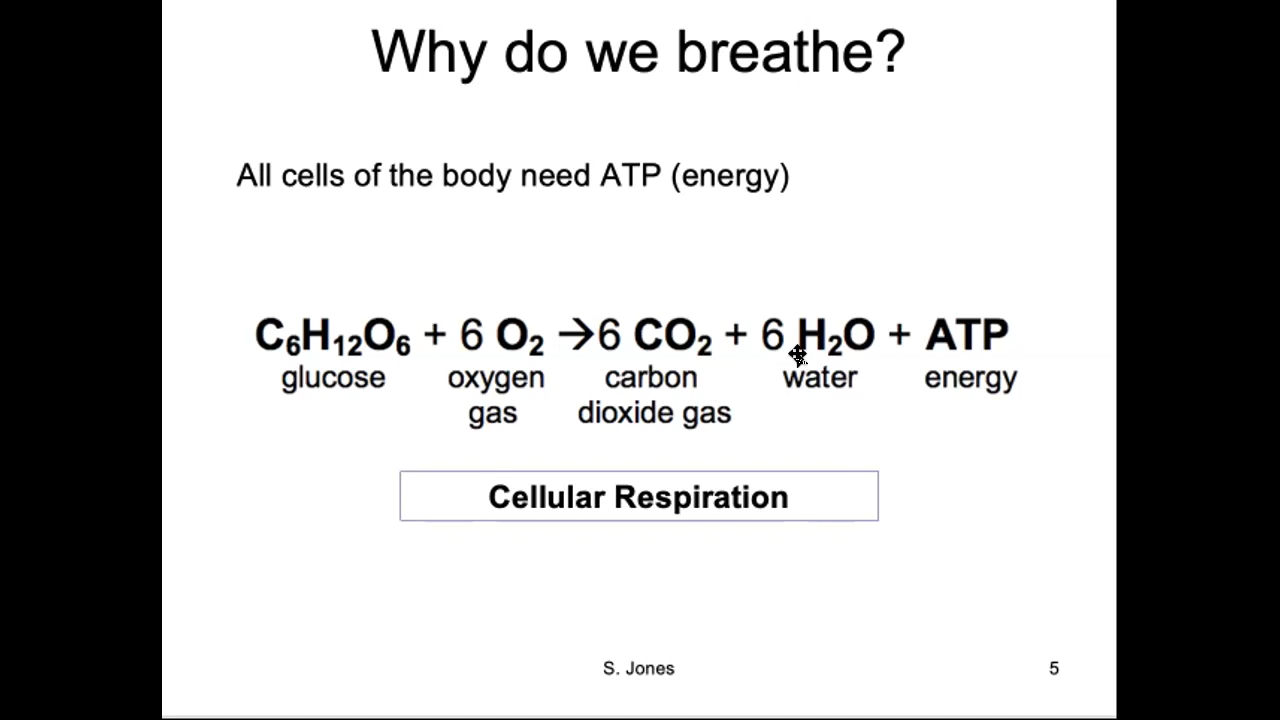 Why do we breathe?
All cells of the body need ATP (energy)
C₆H₁₂O₆ + 6 O₂ →6 CO₂ + 6 H₂O + ATP
glucose oxygen carbon water energy
gas dioxide gas
Cellular Respiration
S. Jones 5